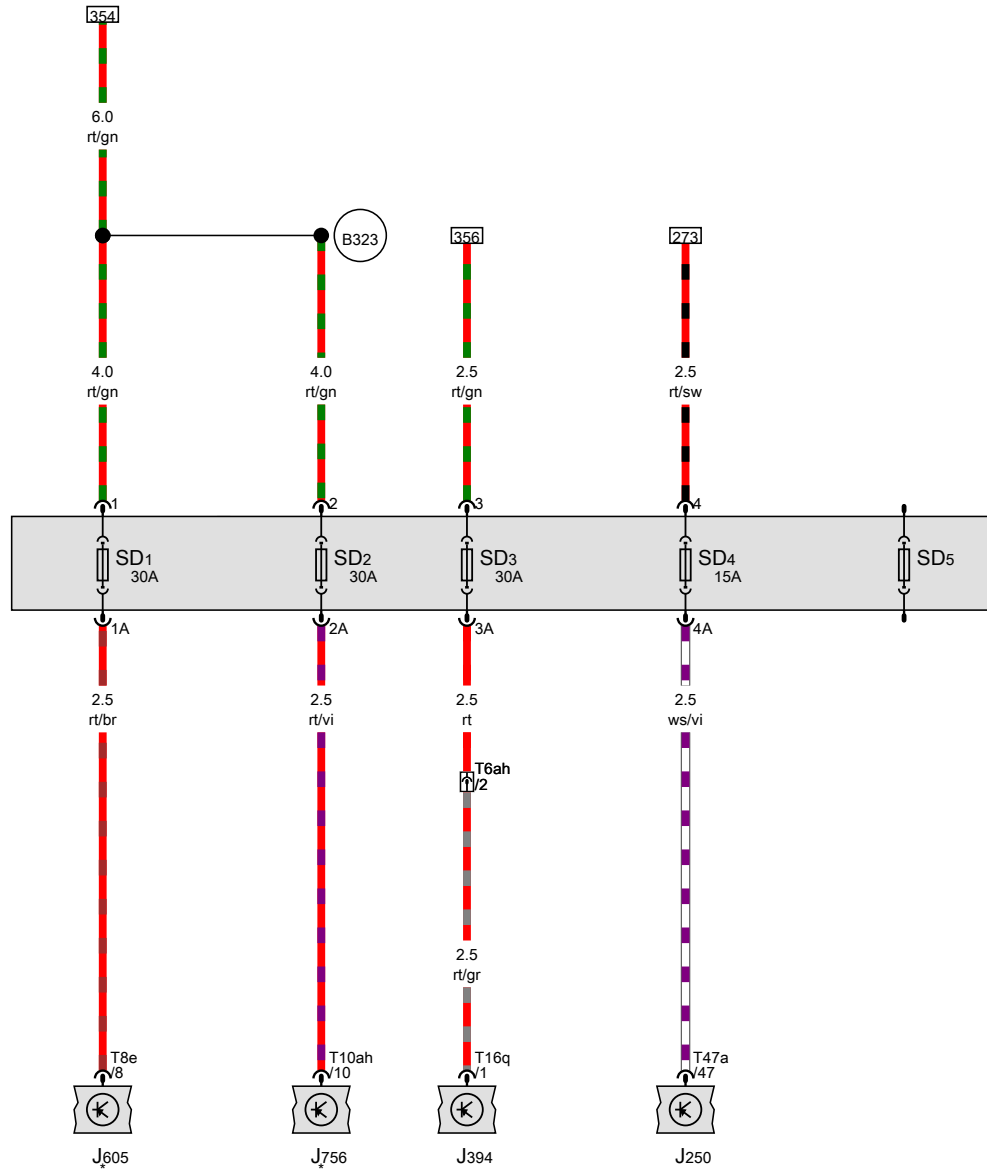 354
6.0
rt/gn
B323
356
273
4.0
rt/gn
4.0
rt/gn
2.5
rt/gn
2.5
rt/sw
1
2
3
4
SD1
30A
SD2
30A
SD3
30A
SD4
15A
SD5
1A
2A
3A
4A
2.5
rt/br
2.5
rt/vi
2.5
rt
2.5
ws/vi
T6ah
/2
2.5
rt/gr
T8e
/8
T10ah
/10
T16q
/1
T47a
/47
J605
*
J756
*
J394
J250